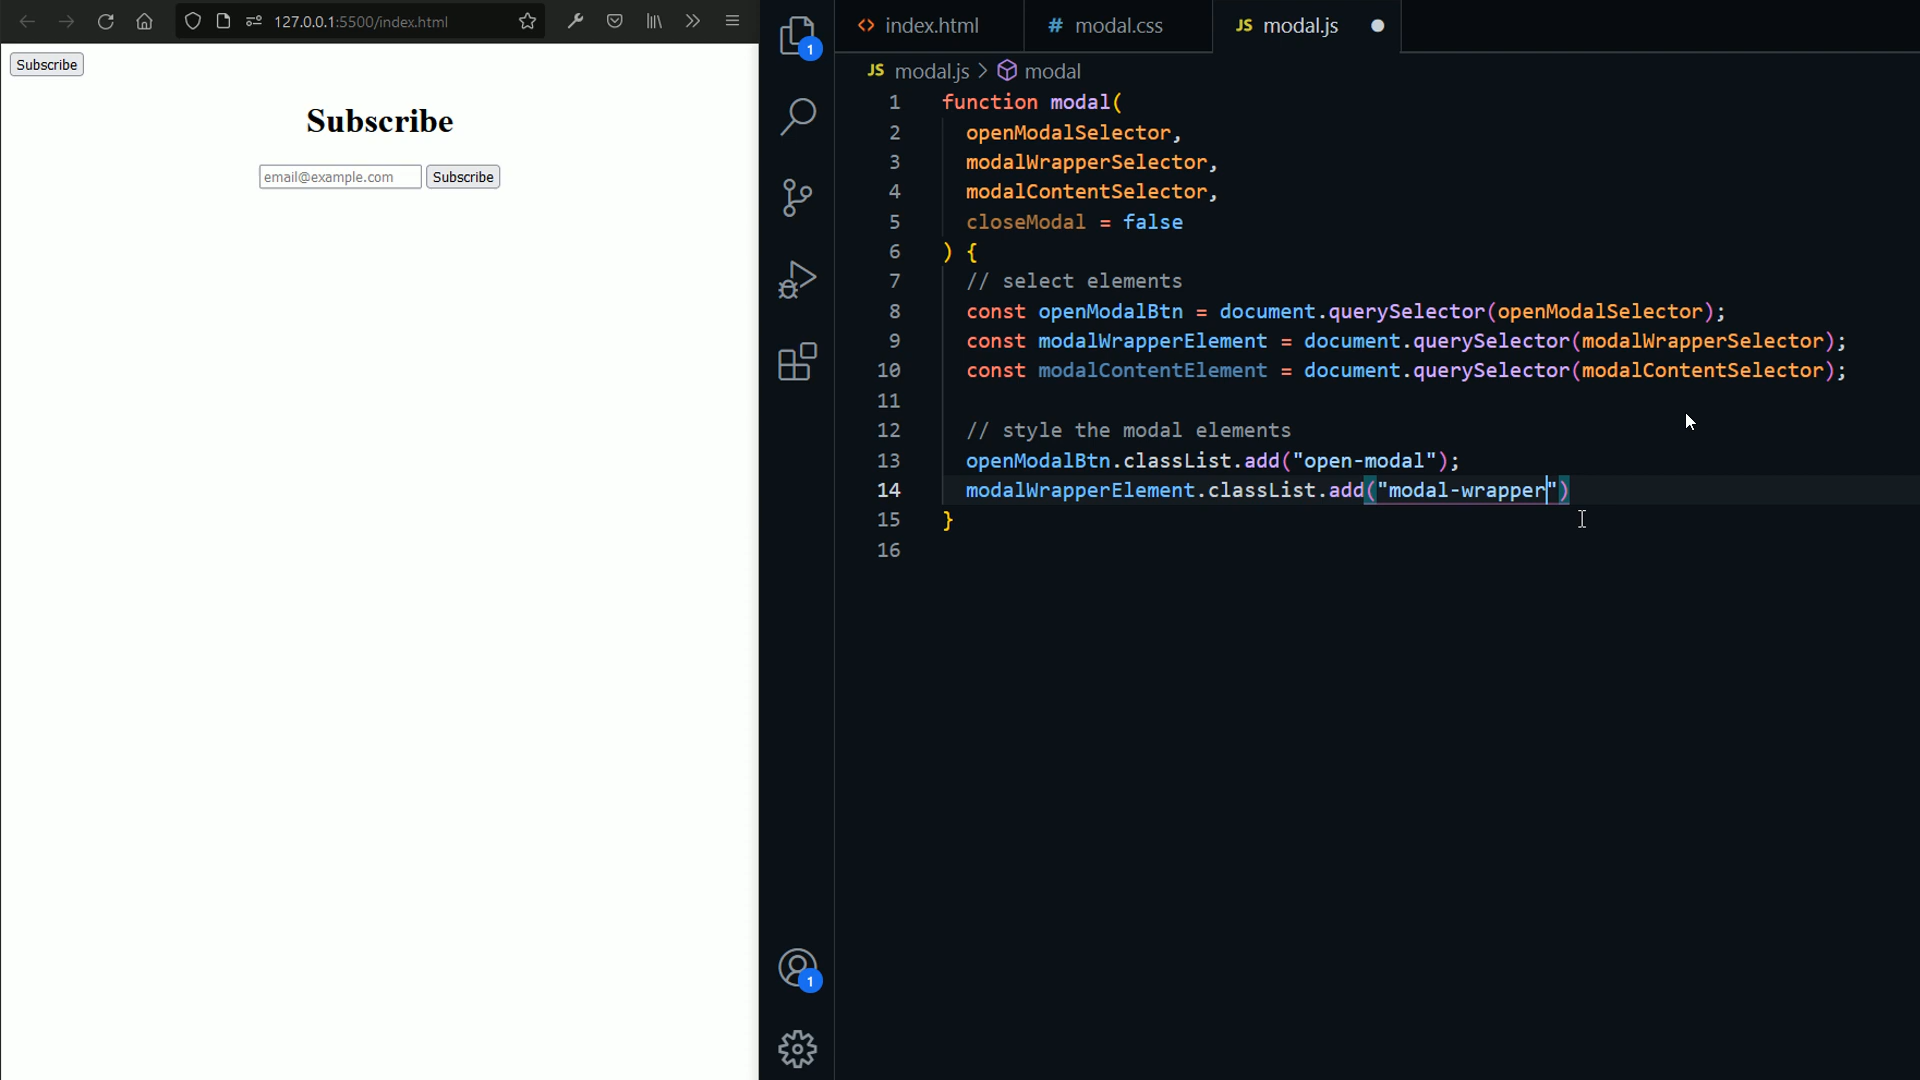 127.0.0.1:5500/index.html
Subscribe
Subscribe
email@example.com Subscribe
1
1
index.html
# modal.css
JS modal.js
JS modal.js > modal
1 function modal(
2 openModalSelector,
3 modalWrapperSelector,
4 modalContentSelector,
5 closeModal = false
6 ) {
7 // select elements
8 const openModalBtn = document.querySelector(openModalSelector);
9 const modalWrapperElement = document.querySelector(modalWrapperSelector);
10 const modalContentElement = document.querySelector(modalContentSelector);
11
12 // style the modal elements
13 openModalBtn.classList.add("open-modal");
14 modalWrapperElement.classList.add("modal-wrapper")
15 }
16